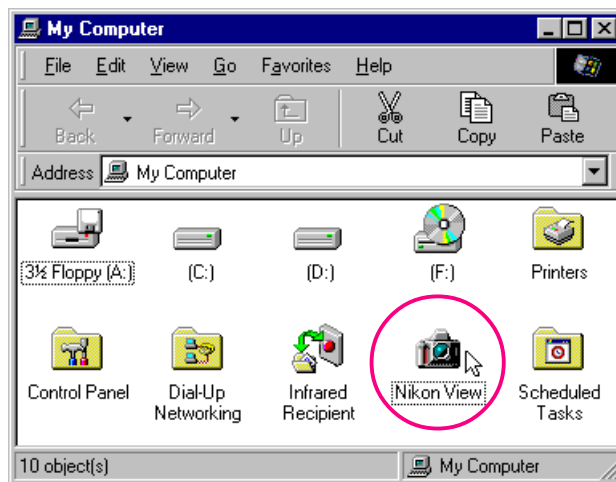 My Computer
File Edit View Go Favorites Help
Back Forward Up Cut Copy Paste
Address My Computer
3½ Floppy (A:) (C:) (D:) (F:) Printers
Control Panel Dial-Up Infrared Nikon View Scheduled
Networking Recipient Tasks
10 object(s) My Computer